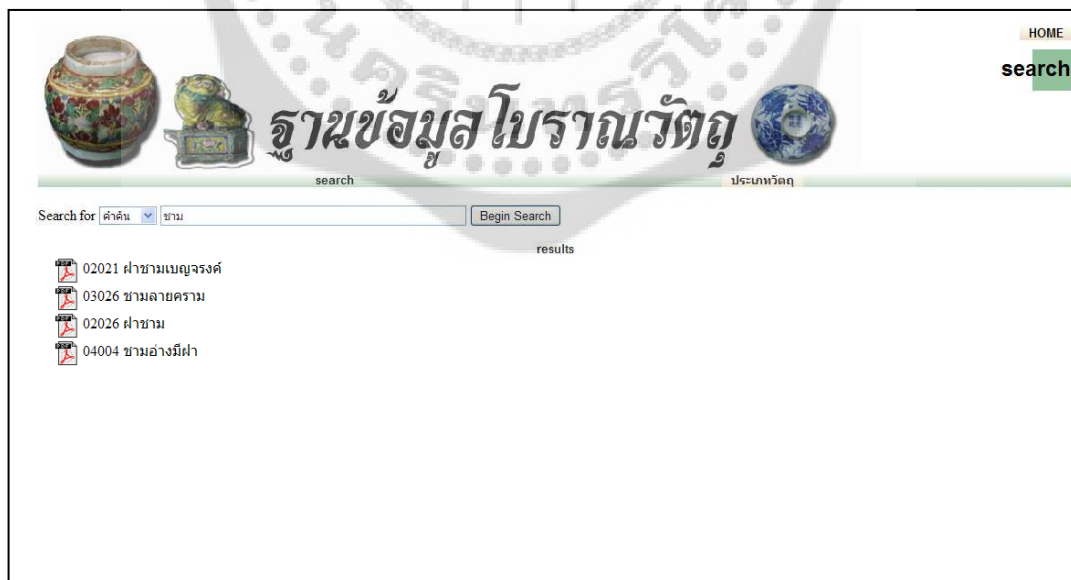 HOME
search
ฐานข้อมูลโบราณวัตถุ
search ประเภทวัตถุ
Search for คำค้น ชาม Begin Search
results
02021 ฝาชามเบญจรงค์
03026 ชามลายคราม
02026 ฝาชาม
04004 ชามอ่างมีฝา